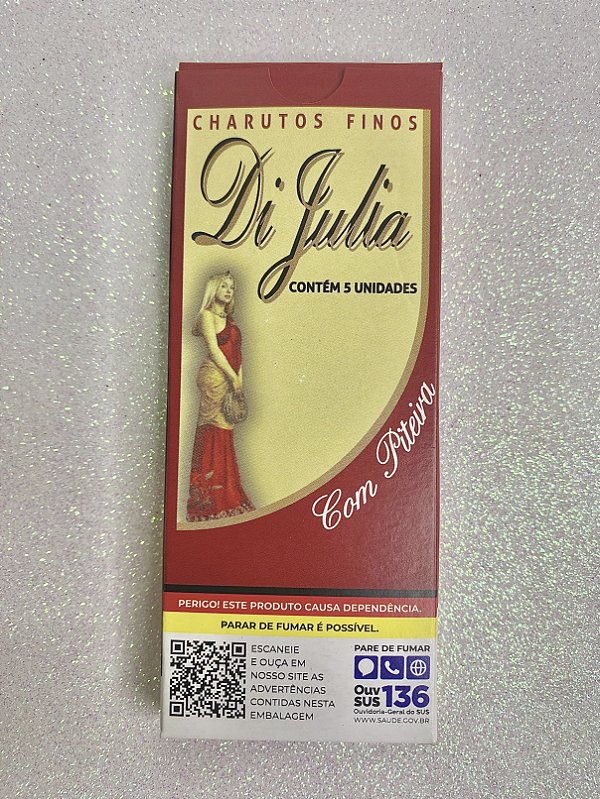 CHARUTOS FINOS
Di Julia
CONTÉM 5 UNIDADES
Com Piteira
PERIGO! ESTE PRODUTO CAUSA DEPENDÊNCIA.
PARAR DE FUMAR É POSSÍVEL.
ESCANEIE
E OUÇA EM
NOSSO SITE AS
ADVERTÊNCIAS
CONTIDAS NESTA
EMBALAGEM
PARE DE FUMAR
Ouv
SUS 136
Ouvidoria-Geral do SUS
WWW.SAUDE.GOV.BR